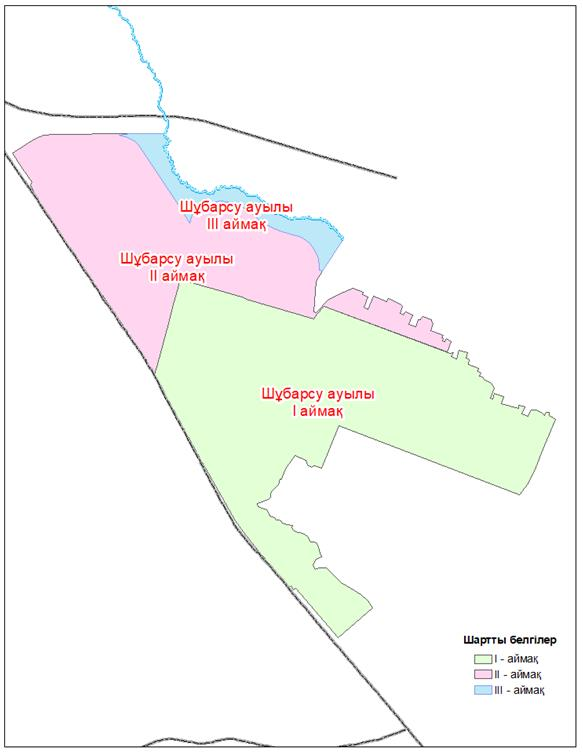 Шұбарсу ауылы
III аймақ
Шұбарсу ауылы
II аймақ
Шұбарсу ауылы
I аймақ
Шартты белгілер
I - аймақ
II - аймақ
III - аймақ